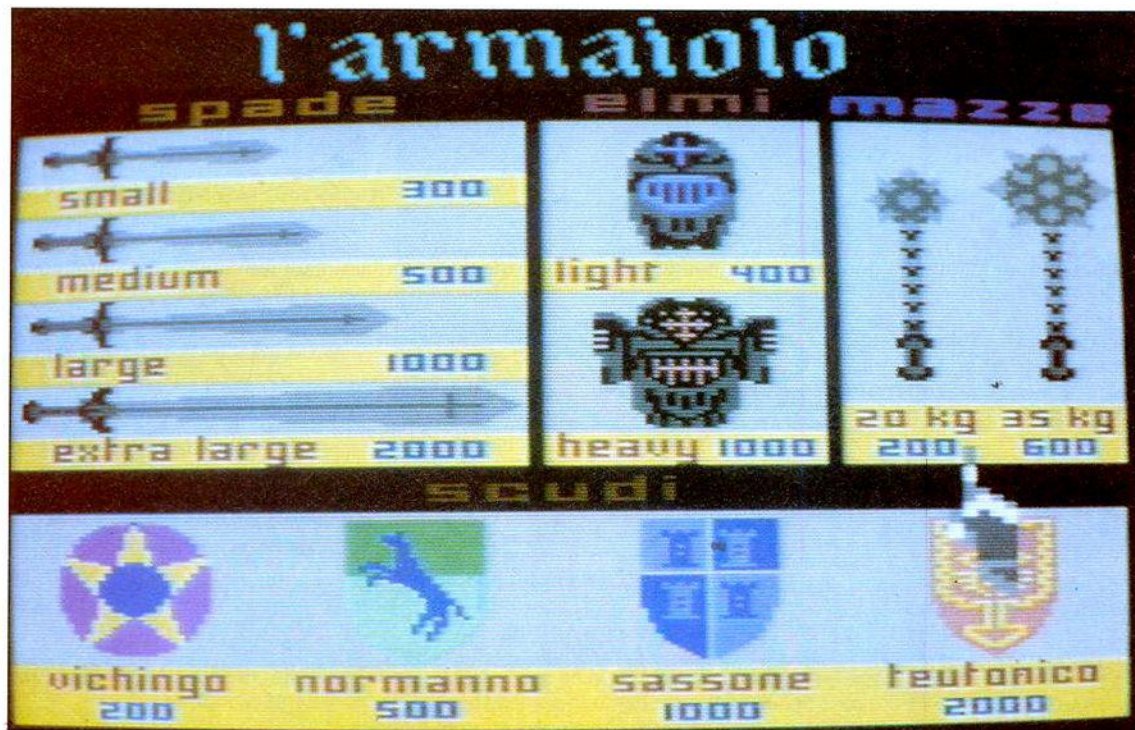 l'armaiolo
spade
small 300
medium 500
large 1000
extra large 2000
elmi
light 400
heavy 1000
mazze
20 kg 35 kg
200 600
scudi
vichingo normanno sassone teutonico
200 500 1000 2000